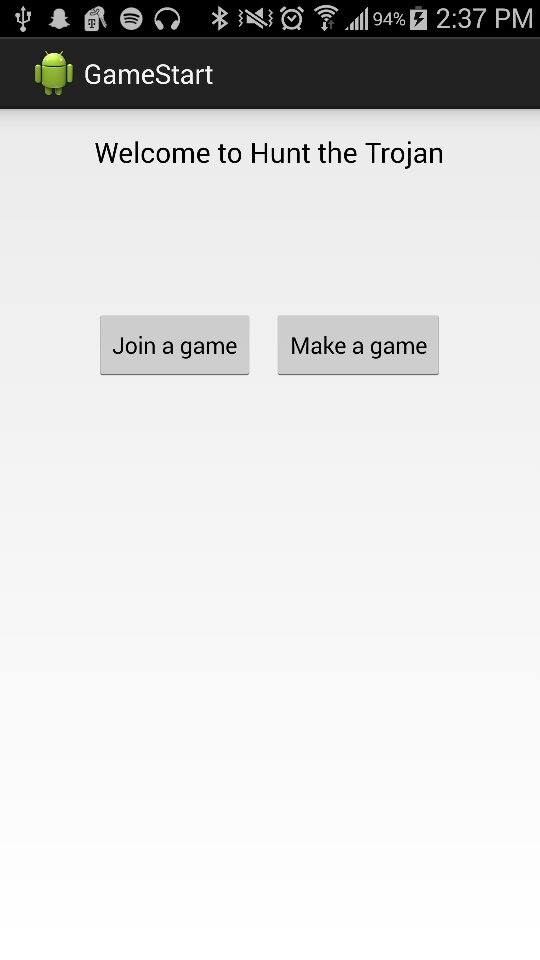 94% 2:37 PM
GameStart
Welcome to Hunt the Trojan
Join a game Make a game